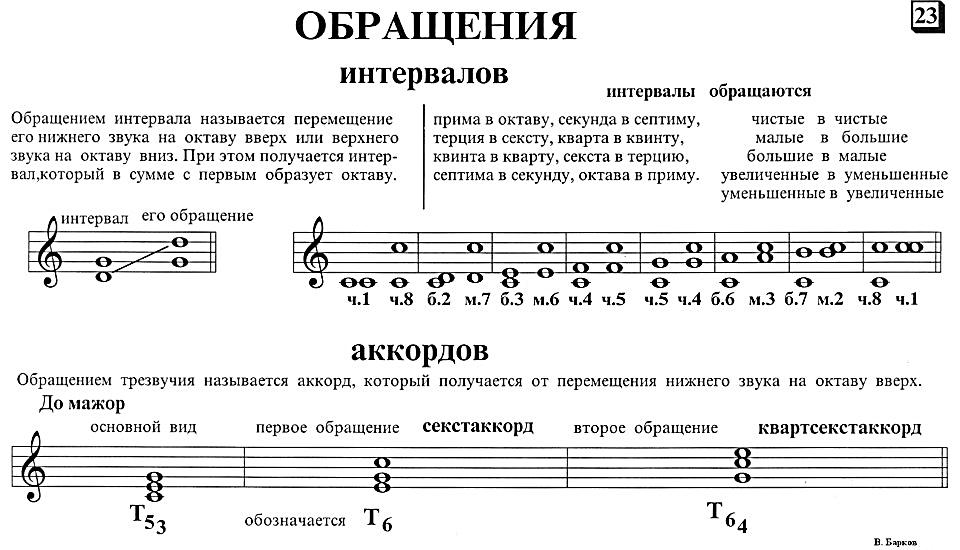 23
ОБРАЩЕНИЯ
интервалов
Обращением интервала называется перемещение
его нижнего звука на октаву вверх или верхнего
звука на октаву вниз. При этом получается интер-
вал,который в сумме с первым образует октаву.
прима в октаву, секунда в септиму,
терция в сексту, кварта в квинту,
квинта в кварту, секста в терцию,
септима в секунду, октава в приму.
интервалы обращаются
чистые в чистые
малые в большие
большие в малые
увеличенные в уменьшенные
уменьшенные в увеличенные
интервал его обращение
ч.1 ч.8 б.2 м.7 б.3 м.6 ч.4 ч.5 ч.5 ч.4 б.6 м.3 б.7 м.2 ч.8 ч.1
аккордов
Обращением трезвучия называется аккорд, который получается от перемещения нижнего звука на октаву вверх.
До мажор
основной вид первое обращение секстаккорд второе обращение квартсекстаккорд
T53 обозначается T6 T64
В. Барков